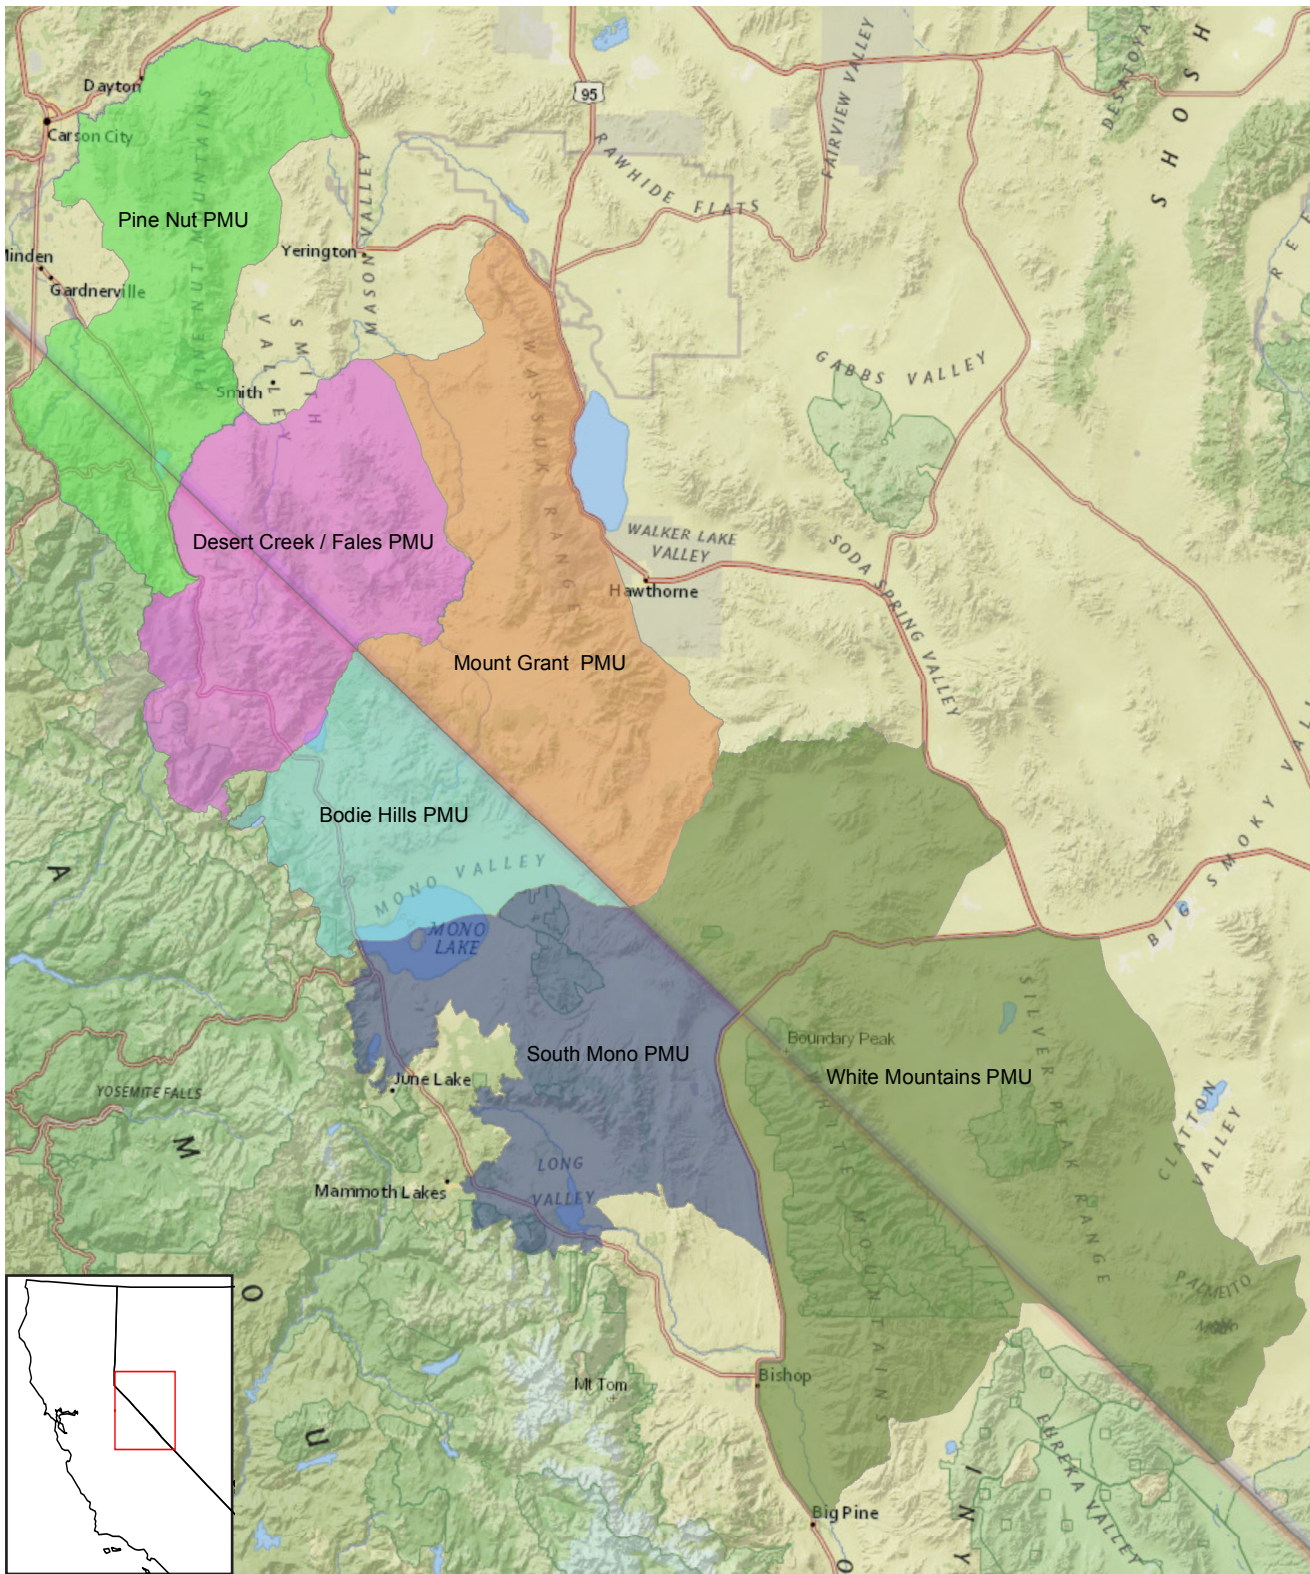 Dayton
Carson City
95
FAIRVIEW VALLEY
DESATOYA
SHOSH
RAWHIDE FLATS
PINE NUT MOUNTAINS
Pine Nut PMU
MASON VALLEY
Yerington
Minden
Gardnerville
SMITH
VALLEY
Smith
WASSUK RANGE
GABBS VALLEY
Desert Creek / Fales PMU
WALKER LAKE
VALLEY
Hawthorne
SODA SPRING VALLEY
Mount Grant PMU
Bodie Hills PMU
MONO VALLEY
MONO
LAKE
BIG SMOKY VAL
South Mono PMU
Boundary Peak
White Mountains PMU
SILVER PEAK RANGE
June Lake
YOSEMITE FALLS
CLAYTON
VALLEY
Mammoth Lakes
LONG
VALLEY
WHITE MOUNTAINS
PALMETTO
Mt Tom
Bishop
EUREKA VALLEY
Big Pine
A
M
O
U
INY
O